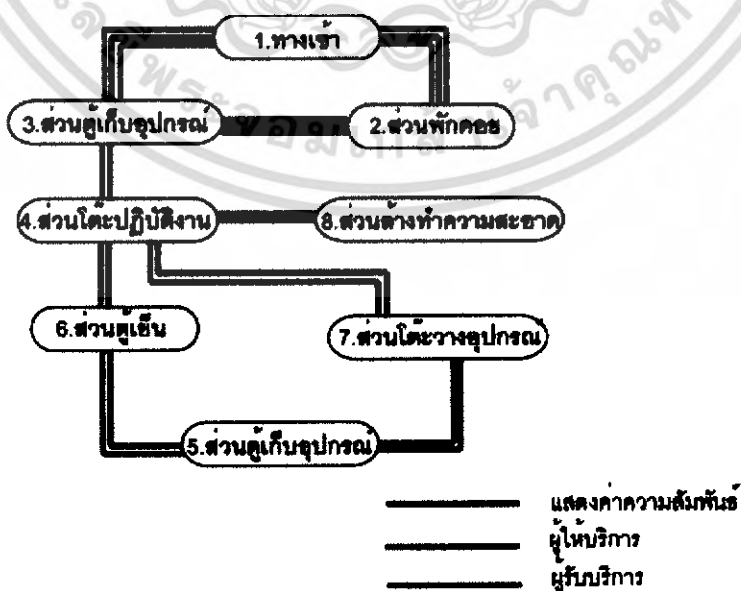 1.ทางเข้า
3.ส่วนตู้เก็บอุปกรณ์
2.ส่วนพักคอย
4.ส่วนโต๊ะปฏิบัติงาน
8.ส่วนล้างทำความสะอาด
6.ส่วนตู้เย็น
7.ส่วนโต๊ะวางอุปกรณ์
5.ส่วนตู้เก็บอุปกรณ์
แสดงค่าความสัมพันธ์
ผู้ให้บริการ
ผู้รับบริการ